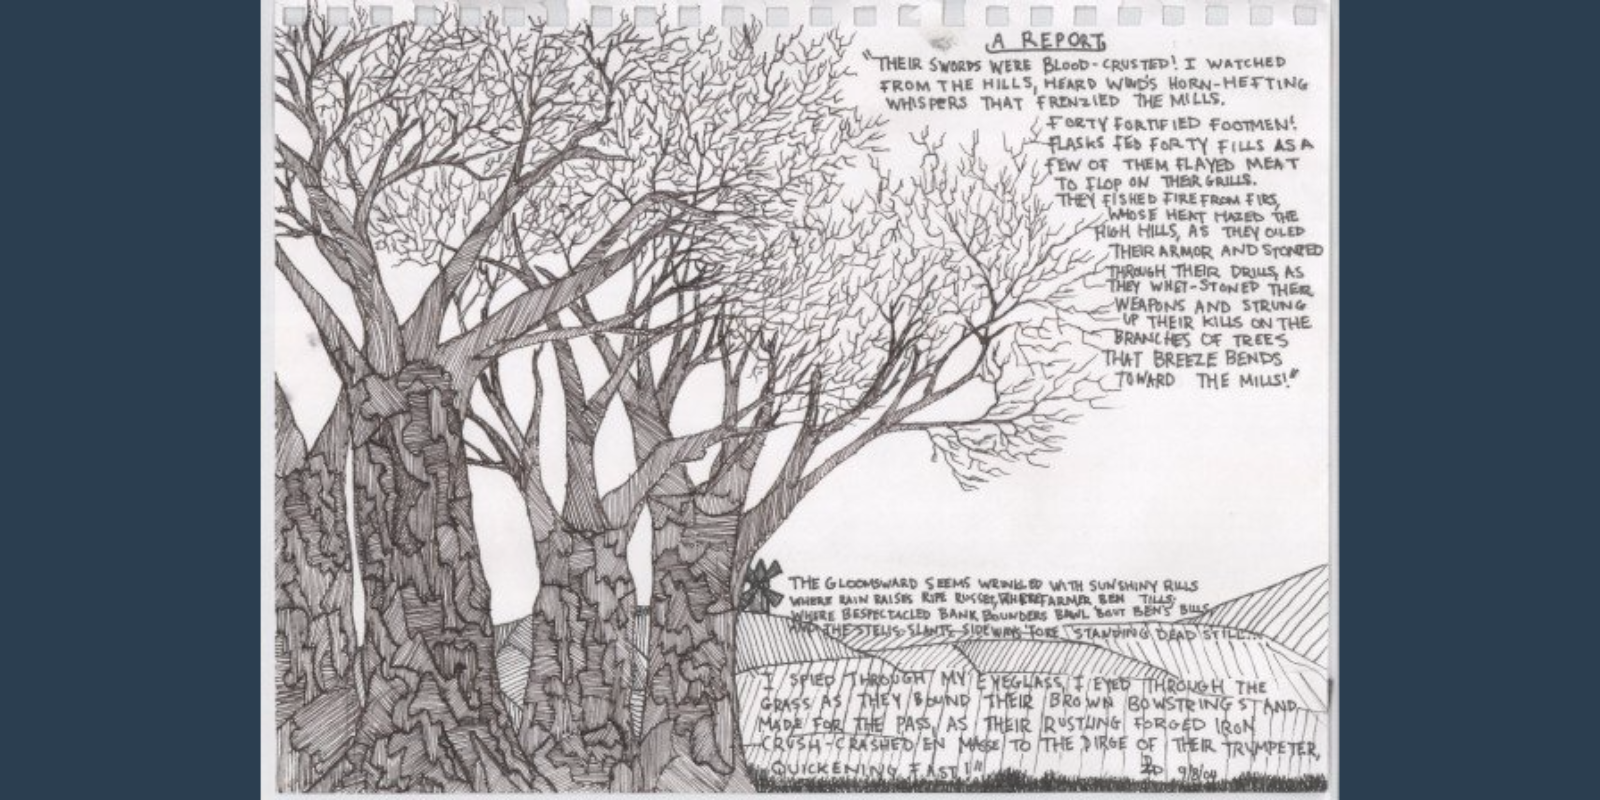 A REPORT
"THEIR SWORDS WERE BLOOD-CRUSTED! I WATCHED
FROM THE HILLS, HEARD WIND'S HORN-HEFTING
WHISPERS THAT FRENZIED THE MILLS.
FORTY FORTIFIED FOOTMEN!
FLASKS FED FORTY FILLS AS A
FEW OF THEM FLAYED MEAT
TO FLOP ON THEIR GRILLS.
THEY FISHED FIRE FROM FIRS,
WHOSE HEAT HAZED THE
HIGH HILLS, AS THEY OILED
THEIR ARMOR AND STOMPED
THROUGH THEIR DRILLS, AS
THEY WHET-STONED THEIR
WEAPONS AND STRUNG
UP THEIR KILLS ON THE
BRANCHES OF TREES
THAT BREEZE BENDS
TOWARD THE MILLS!"
THE GLOOMSWARD SEEMS WRINKLED WITH SUNSHINY RILLS
WHERE RAIN RAISES RIPE RUSSET, WHERE FARMER BEN TILLS,
WHERE BESPECTACLED BANK BOUNDERS BAWL 'BOUT BEN'S BILLS,
AND THE SLANTS SIDEWAYS 'FORE STANDING DEAD STILL...
I SPIED THROUGH MY EYEGLASS, I EYED THROUGH THE
GRASS AS THEY BOUND THEIR BROWN BOWSTRINGS AND
MADE FOR THE PASS, AS THEIR RUSTLING FORGED IRON
CRUSH-CRASHED EN MASSE TO THE DIRGE OF THEIR TRUMPETER,
QUICKENING FAST!"
9/8/04